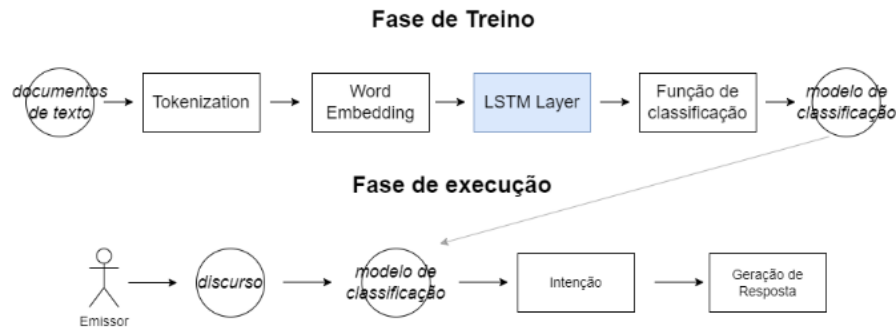 Fase de Treino
documentos
de texto
Tokenization
Word
Embedding
LSTM Layer
Função de
classificação
modelo de
classificação
Fase de execução
Emissor
discurso
modelo de
classificação
Intenção
Geração de
Resposta